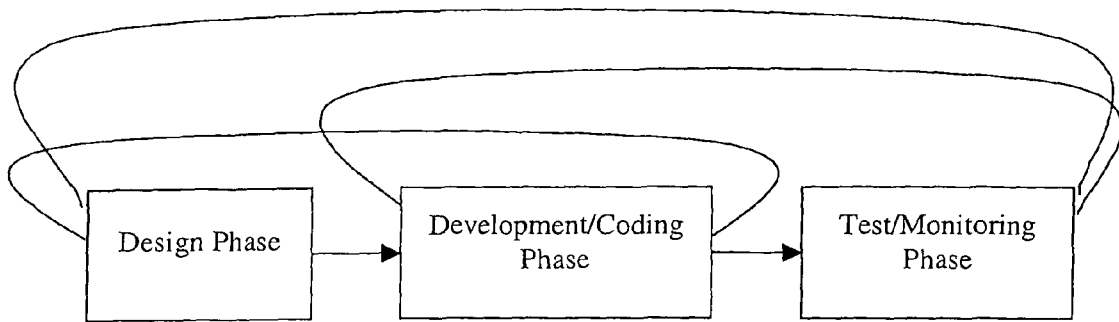 Design Phase
Development/Coding
Phase
Test/Monitoring
Phase